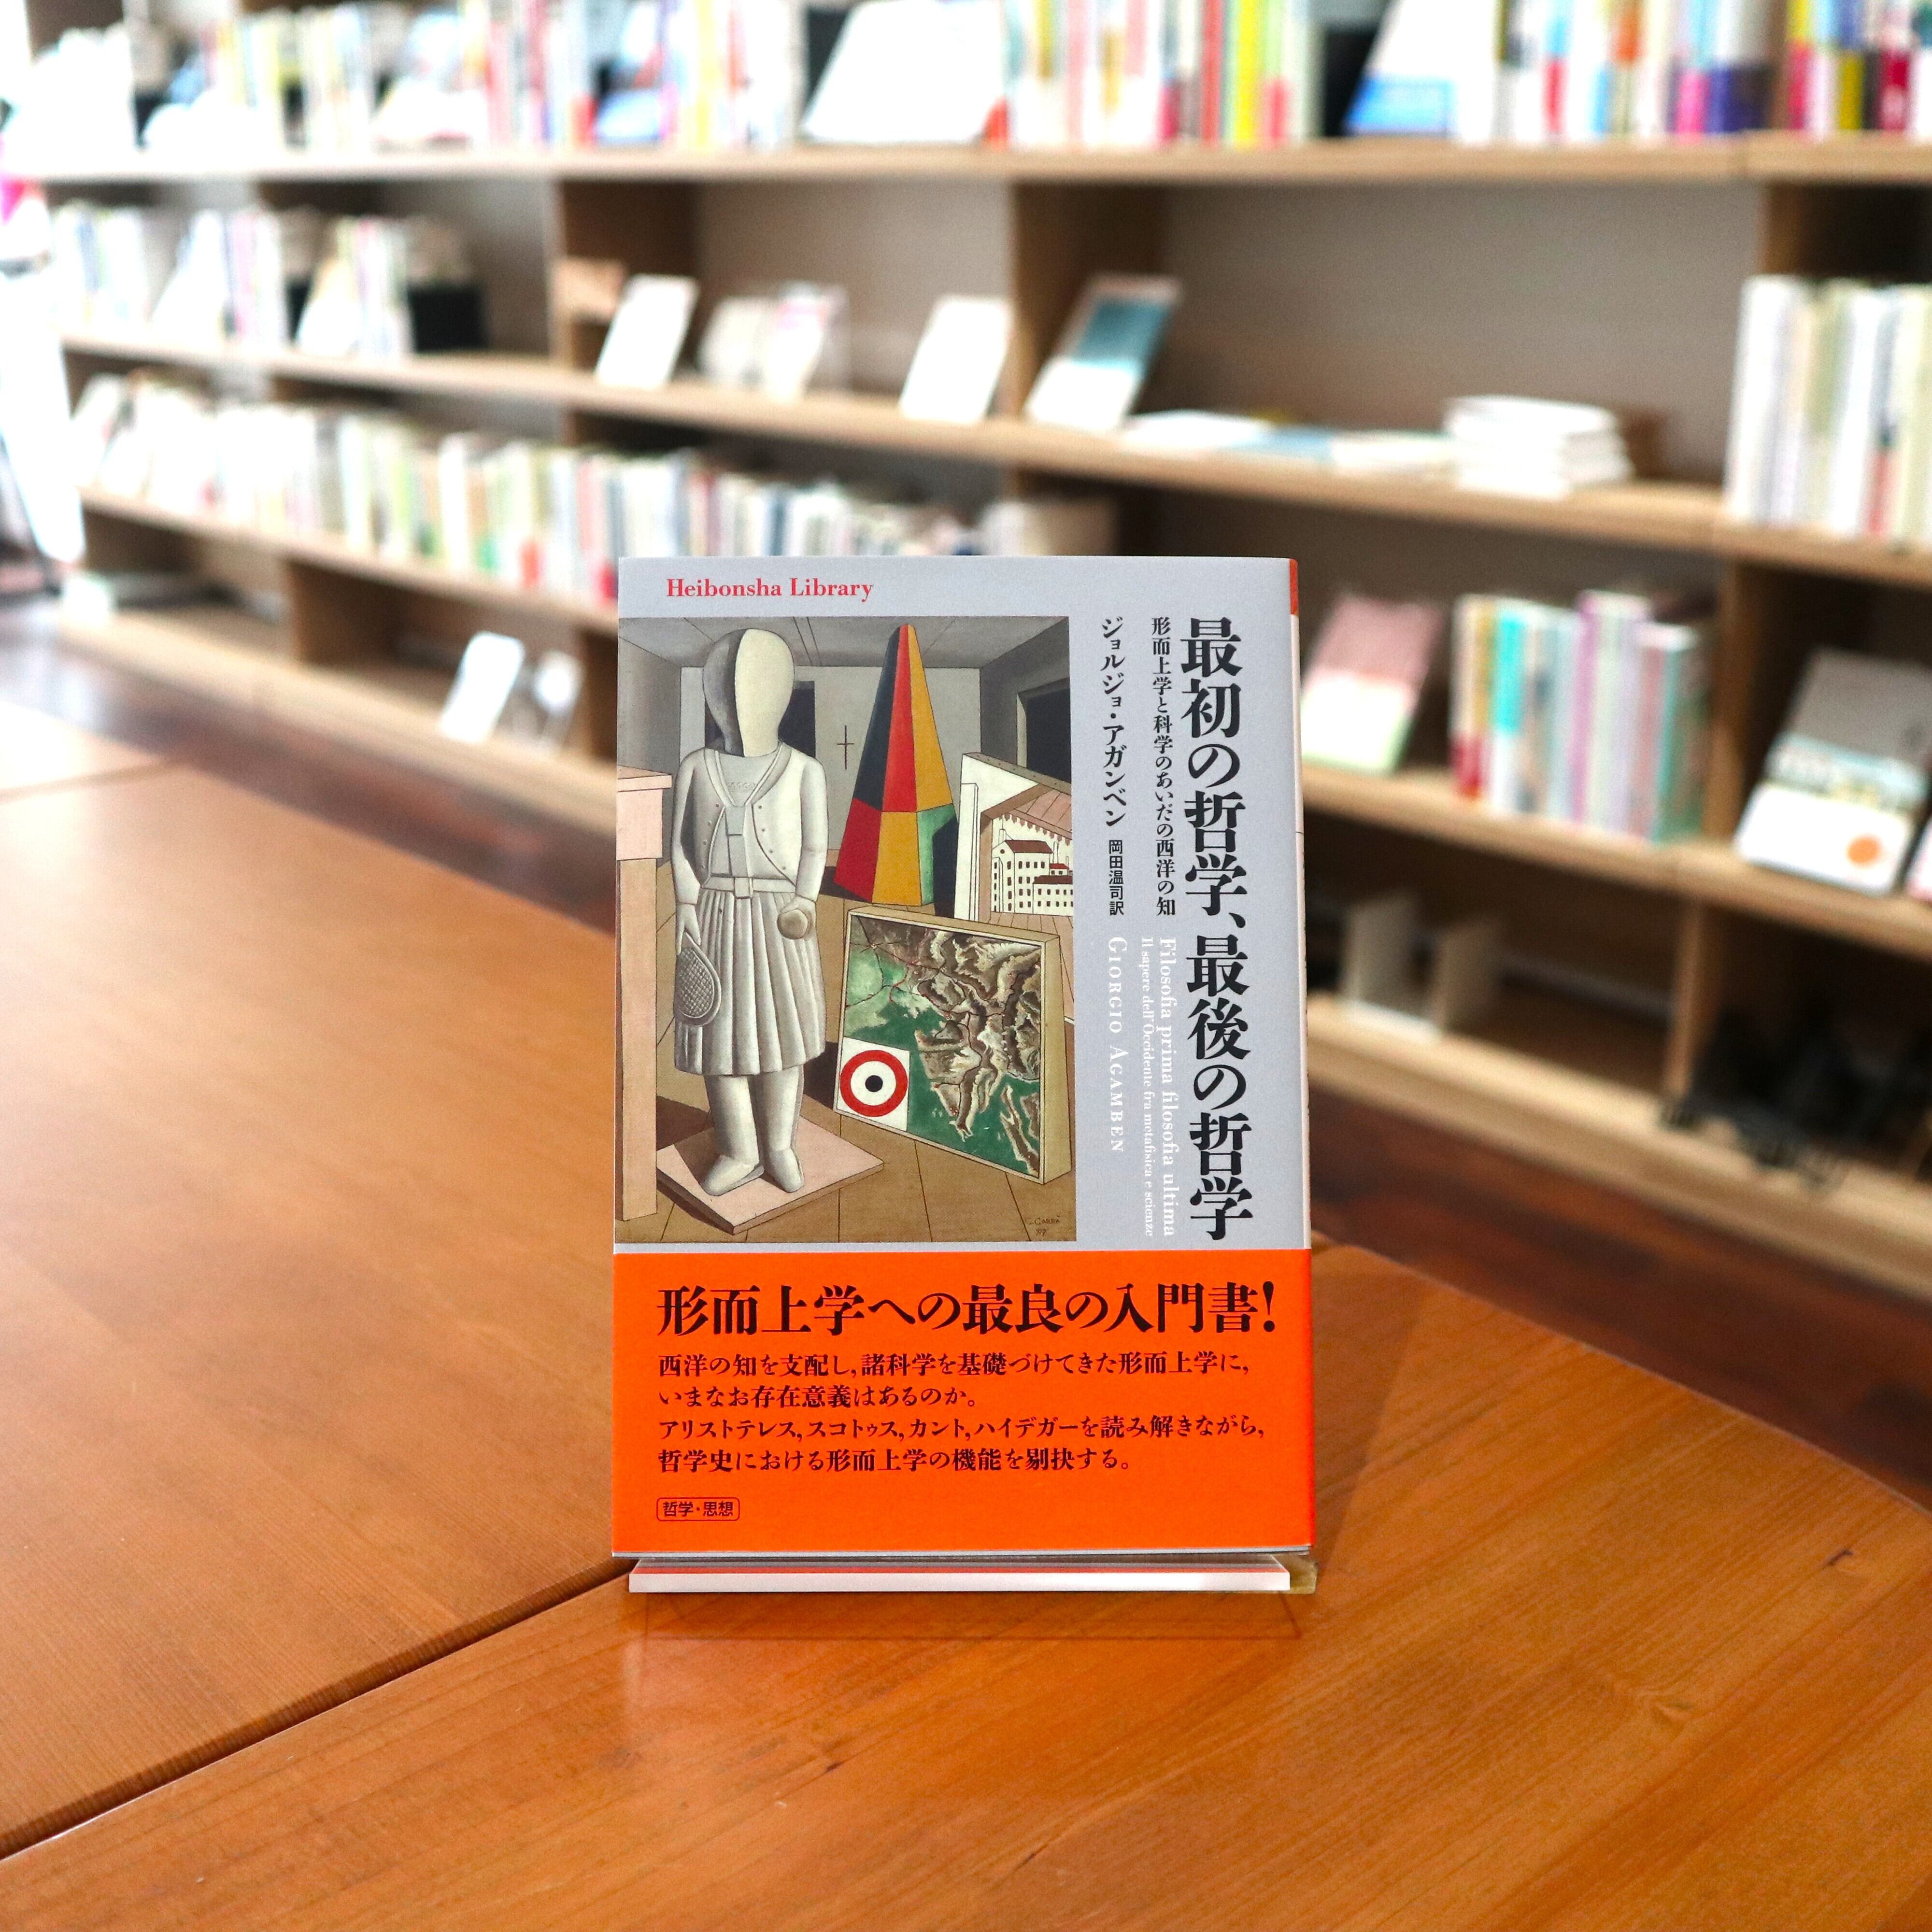 Heibonsha Library
最初の哲学、最後の哲学
形而上学と科学のあいだの西洋の知
ジョルジョ・アガンベン 岡田温司訳
Filosofia prima filosofia ultima
Il sapere dell'Occidente fra metafisica e scienze
GIORGIO AGAMBEN
C. CARRÀ
917
形而上学への最良の入門書!
西洋の知を支配し,諸科学を基礎づけてきた形而上学に,
いまなお存在意義はあるのか。
アリストテレス,スコトゥス,カント,ハイデガーを読み解きながら,
哲学史における形而上学の機能を剔抉する。
哲学・思想